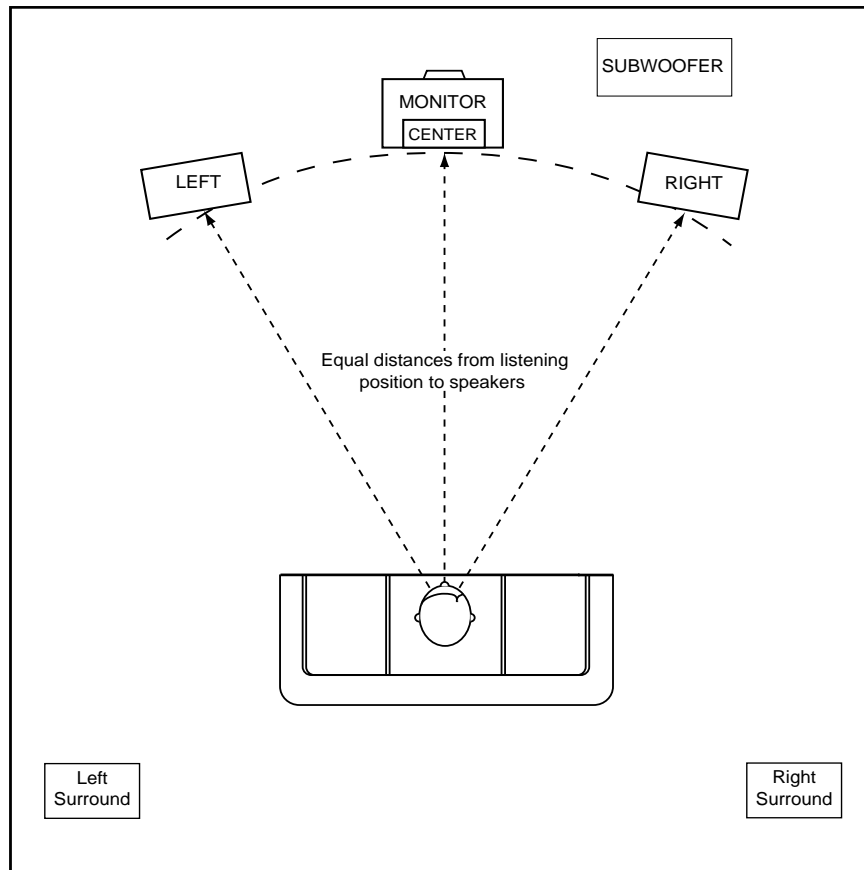 SUBWOOFER
MONITOR
CENTER
LEFT
RIGHT
Equal distances from listening
position to speakers
Left
Surround
Right
Surround